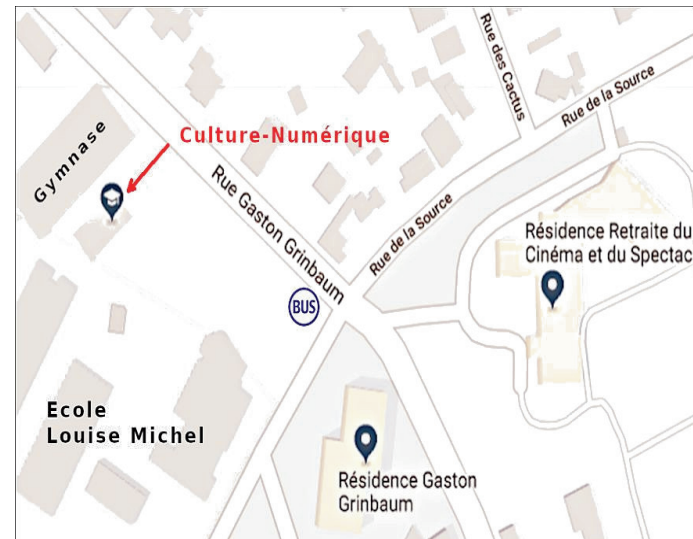 Rue des Cactus
Rue de la Source
Culture-Numérique
Gymnase
Rue Gaston Grinbaum
Rue de la Source
Résidence Retraite du
Cinéma et du Spectac
BUS
Ecole
Louise Michel
Résidence Gaston
Grinbaum